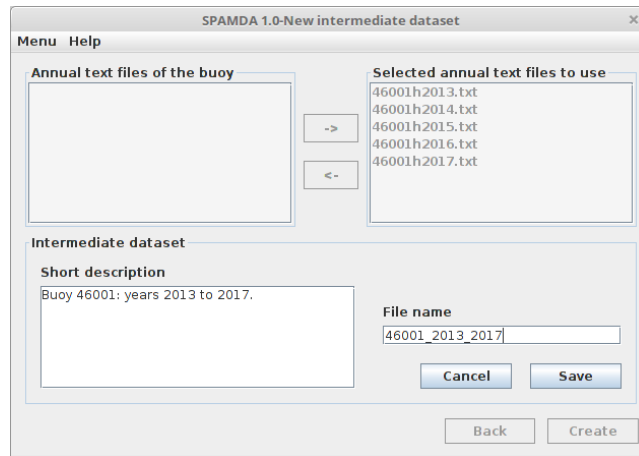 SPAMDA 1.0-New intermediate dataset ×
Menu Help
Annual text files of the buoy
Selected annual text files to use
46001h2013.txt
46001h2014.txt
46001h2015.txt
46001h2016.txt
46001h2017.txt
->
<-
Intermediate dataset
Short description
Buoy 46001: years 2013 to 2017.
File name
46001_2013_2017
Cancel Save
Back Create